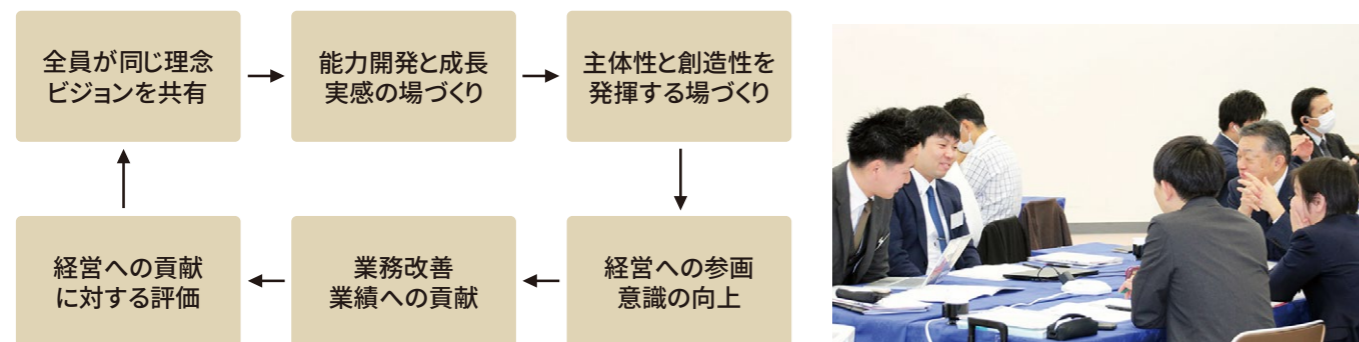 全員が同じ理念
ビジョンを共有
能力開発と成長
実感の場づくり
主体性と創造性を
発揮する場づくり
経営への参画
意識の向上
業務改善
業績への貢献
経営への貢献
に対する評価